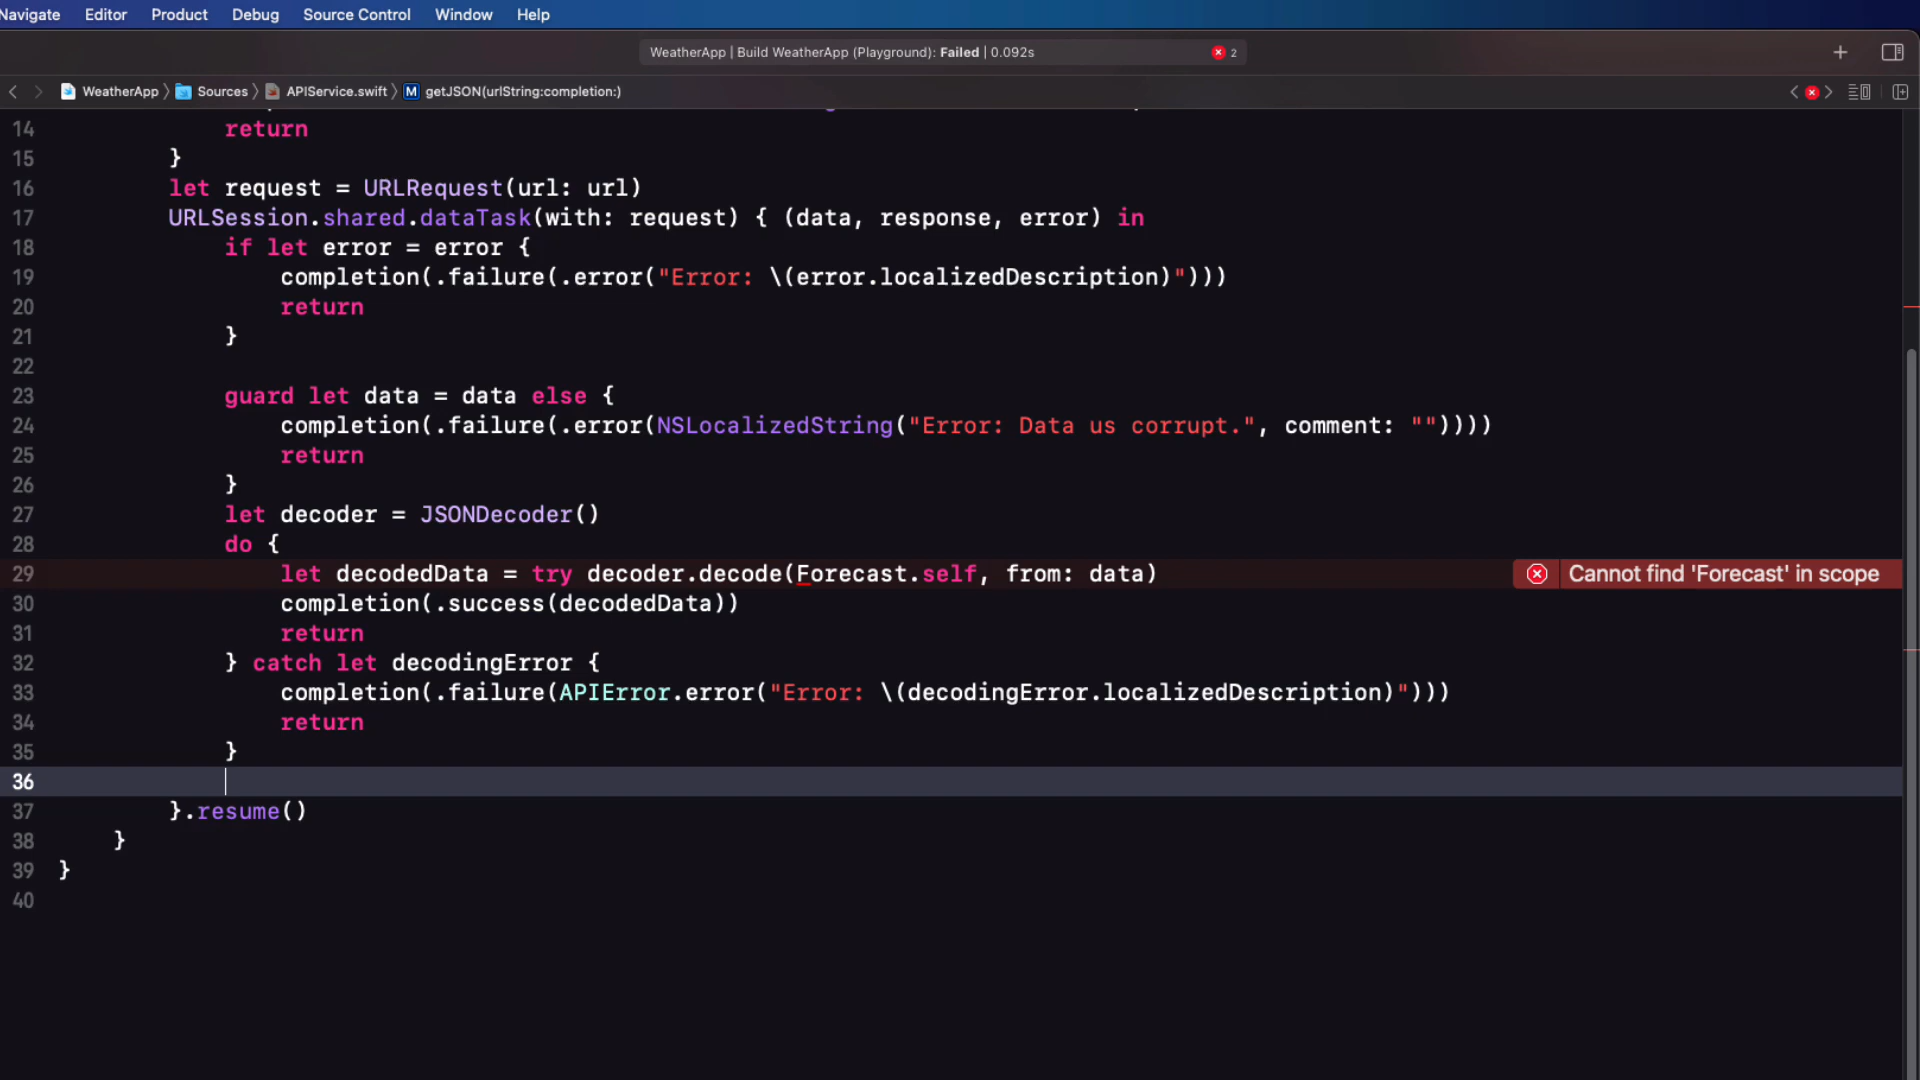 Navigate Editor Product Debug Source Control Window Help
WeatherApp | Build WeatherApp (Playground): Failed | 0.092s 2
WeatherApp Sources APIService.swift M getJSON(urlString:completion:)
14 return
15 }
16 let request = URLRequest(url: url)
17 URLSession.shared.dataTask(with: request) { (data, response, error) in
18 if let error = error {
19 completion(.failure(.error("Error: \(error.localizedDescription)")))
20 return
21 }
22
23 guard let data = data else {
24 completion(.failure(.error(NSLocalizedString("Error: Data us corrupt.", comment: ""))))
25 return
26 }
27 let decoder = JSONDecoder()
28 do {
29 let decodedData = try decoder.decode(Forecast.self, from: data) Cannot find 'Forecast' in scope
30 completion(.success(decodedData))
31 return
32 } catch let decodingError {
33 completion(.failure(APIError.error("Error: \(decodingError.localizedDescription)")))
34 return
35 }
36
37 }.resume()
38 }
39 }
40